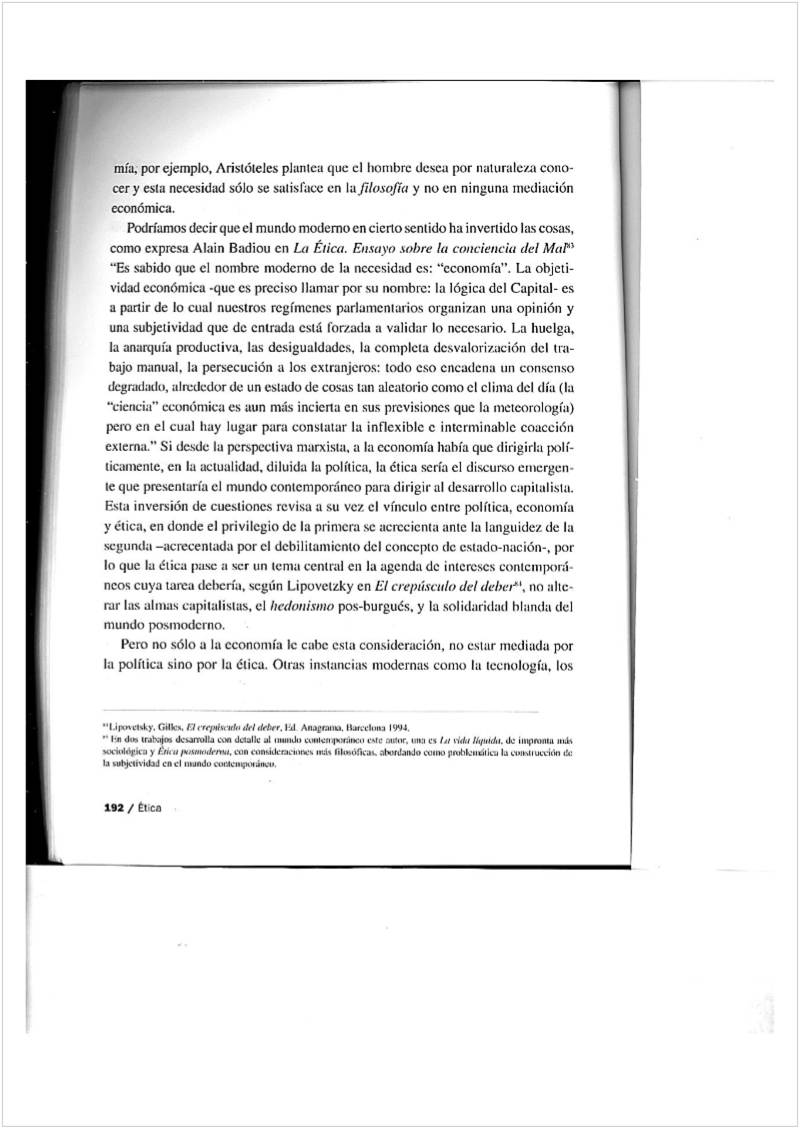 mía; por ejemplo, Aristóteles plantea que el hombre desea por naturaleza cono-
cer y esta necesidad sólo se satisface en la filosofía y no en ninguna mediación
económica.
Podríamos decir que el mundo moderno en cierto sentido ha invertido las cosas,
como expresa Alain Badiou en La Ética. Ensayo sobre la conciencia del Mal
“Es sabido que el nombre moderno de la necesidad es: “economía”. La objeti-
vidad económica -que es preciso llamar por su nombre: la lógica del Capital- es
a partir de lo cual nuestros regímenes parlamentarios organizan una opinión y
una subjetividad que de entrada está forzada a validar lo necesario. La huelga,
la anarquía productiva, las desigualdades, la completa desvalorización del tra-
bajo manual, la persecución a los extranjeros: todo eso encadena un consenso
degradado, alrededor de un estado de cosas tan aleatorio como el clima del día (la
“ciencia” económica es aun más incierta en sus previsiones que la meteorología)
pero en el cual hay lugar para constatar la inflexible e interminable coacción
externa.” Si desde la perspectiva marxista, a la economía había que dirigirla polí-
ticamente, en la actualidad, diluida la política, la ética sería el discurso emergen-
te que presentaría el mundo contemporáneo para dirigir al desarrollo capitalista.
Esta inversión de cuestiones revisa a su vez el vínculo entre política, economía
y ética, en donde el privilegio de la primera se acrecienta ante la languidez de la
segunda –acrecentada por el debilitamiento del concepto de estado-nación-, por
lo que la ética pase a ser un tema central en la agenda de intereses contemporá-
neos cuya tarea debería, según Lipovetzky en El crepúsculo del deber, no alte-
rar las almas capitalistas, el hedonismo pos-burgués, y la solidaridad blanda del
mundo posmoderno.
Pero no sólo a la economía le cabe esta consideración, no estar mediada por
la política sino por la ética. Otras instancias modernas como la tecnología, los
Lipovetsky, Gilles, El crepúsculo del deber, Ed. Anagrama, Barcelona 1994.
En dos trabajos desarrolla con detalle al mundo contemporáneo este autor, una es La vida líquida, de impronta más
sociológica y Ética posmoderna, con consideraciones más filosóficas, abordando como problemática la construcción de
la subjetividad en el mundo contemporáneo.
192 / Ética